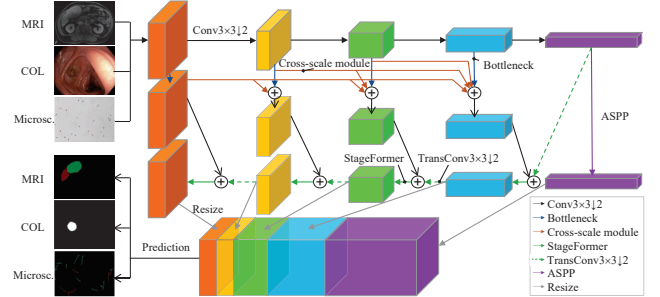 MRI
Conv3×3↓2
COL
Cross-scale module
Bottleneck
Microsc.
ASPP
StageFormer
TransConv3×3↓2
MRI
Resize
COL
Prediction
Microsc.
Conv3×3↓2
Bottleneck
Cross-scale module
StageFormer
TransConv3×3↓2
ASPP
Resize